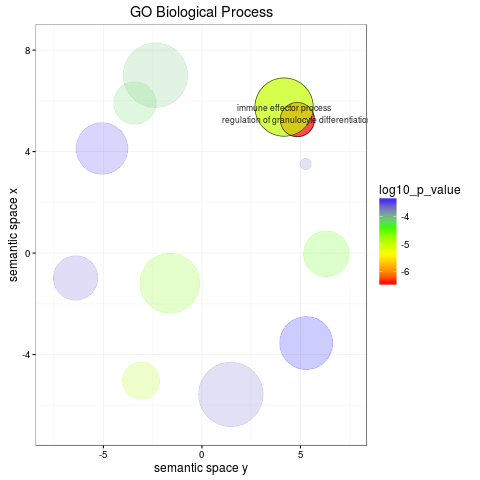 GO Biological Process
8
4
0
-4
immune effector process
regulation of granulocyte differentiatio
-5
0
5
semantic space y
semantic space x
log10_p_value
-4
-5
-6